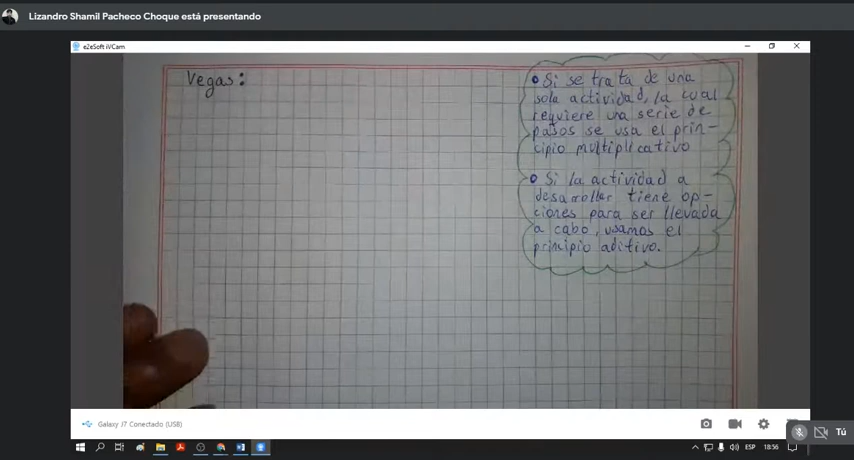 Lizandro Shamil Pacheco Choque está presentando
e2eSoft iVCam
Vegas:
• Si se trata de una
sola actividad, la cual
requiere una serie de
pasos se usa el prin-
cipio multiplicativo
• Si la actividad a
desarrollar tiene op-
ciones para ser llevada
a cabo, usamos el
principio aditivo.
Galaxy J7 Conectado (USB)
Tú
ESP
18:56